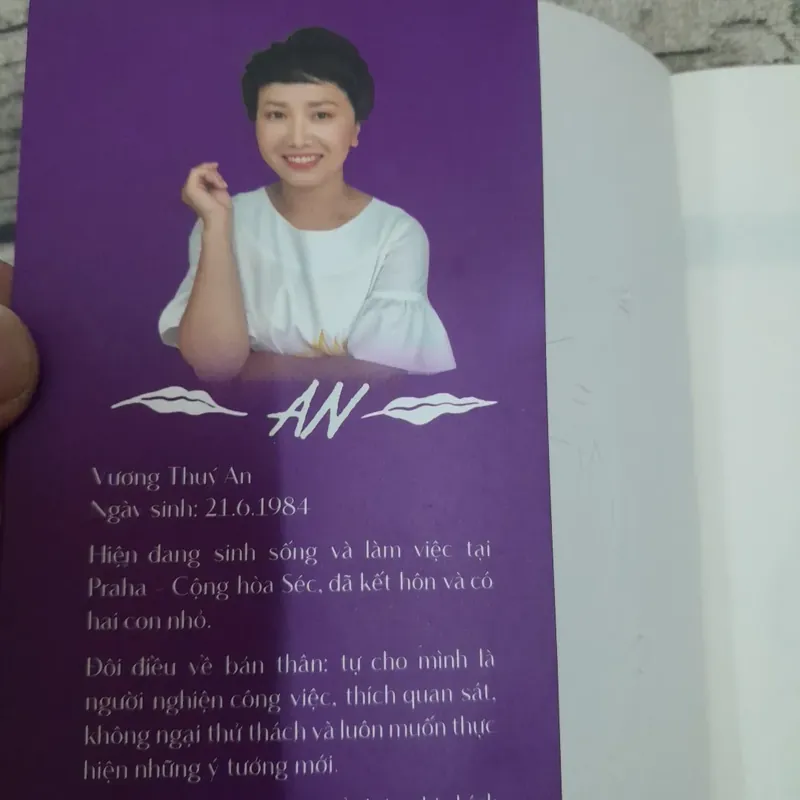 AN
Vương Thuý An
Ngày sinh: 21.6.1984
Hiện đang sinh sống và làm việc tại
Praha - Cộng hòa Séc, đã kết hôn và có
hai con nhỏ.
Đôi điều về bản thân: tự cho mình là
người nghiện công việc, thích quan sát,
không ngại thử thách và luôn muốn thực
hiện những ý tưởng mới.